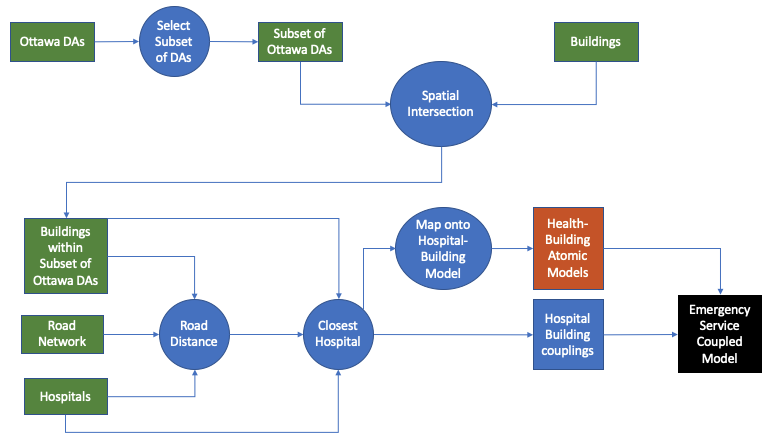 Ottawa DAs
Select
Subset
of DAs
Subset of
Ottawa DAs
Buildings
Spatial
Intersection
Buildings
within
Subset of
Ottawa DAs
Map onto
Hospital-
Building
Model
Health-
Building
Atomic
Models
Road
Network
Road
Distance
Closest
Hospital
Hospital
Building
couplings
Emergency
Service
Coupled
Model
Hospitals